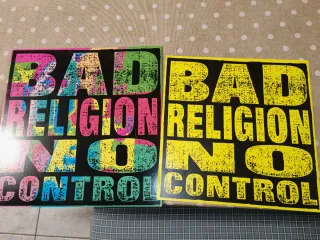 BAD
RELIGION
NO
CONTROL
BAD
RELIGION
NO
CONTROL